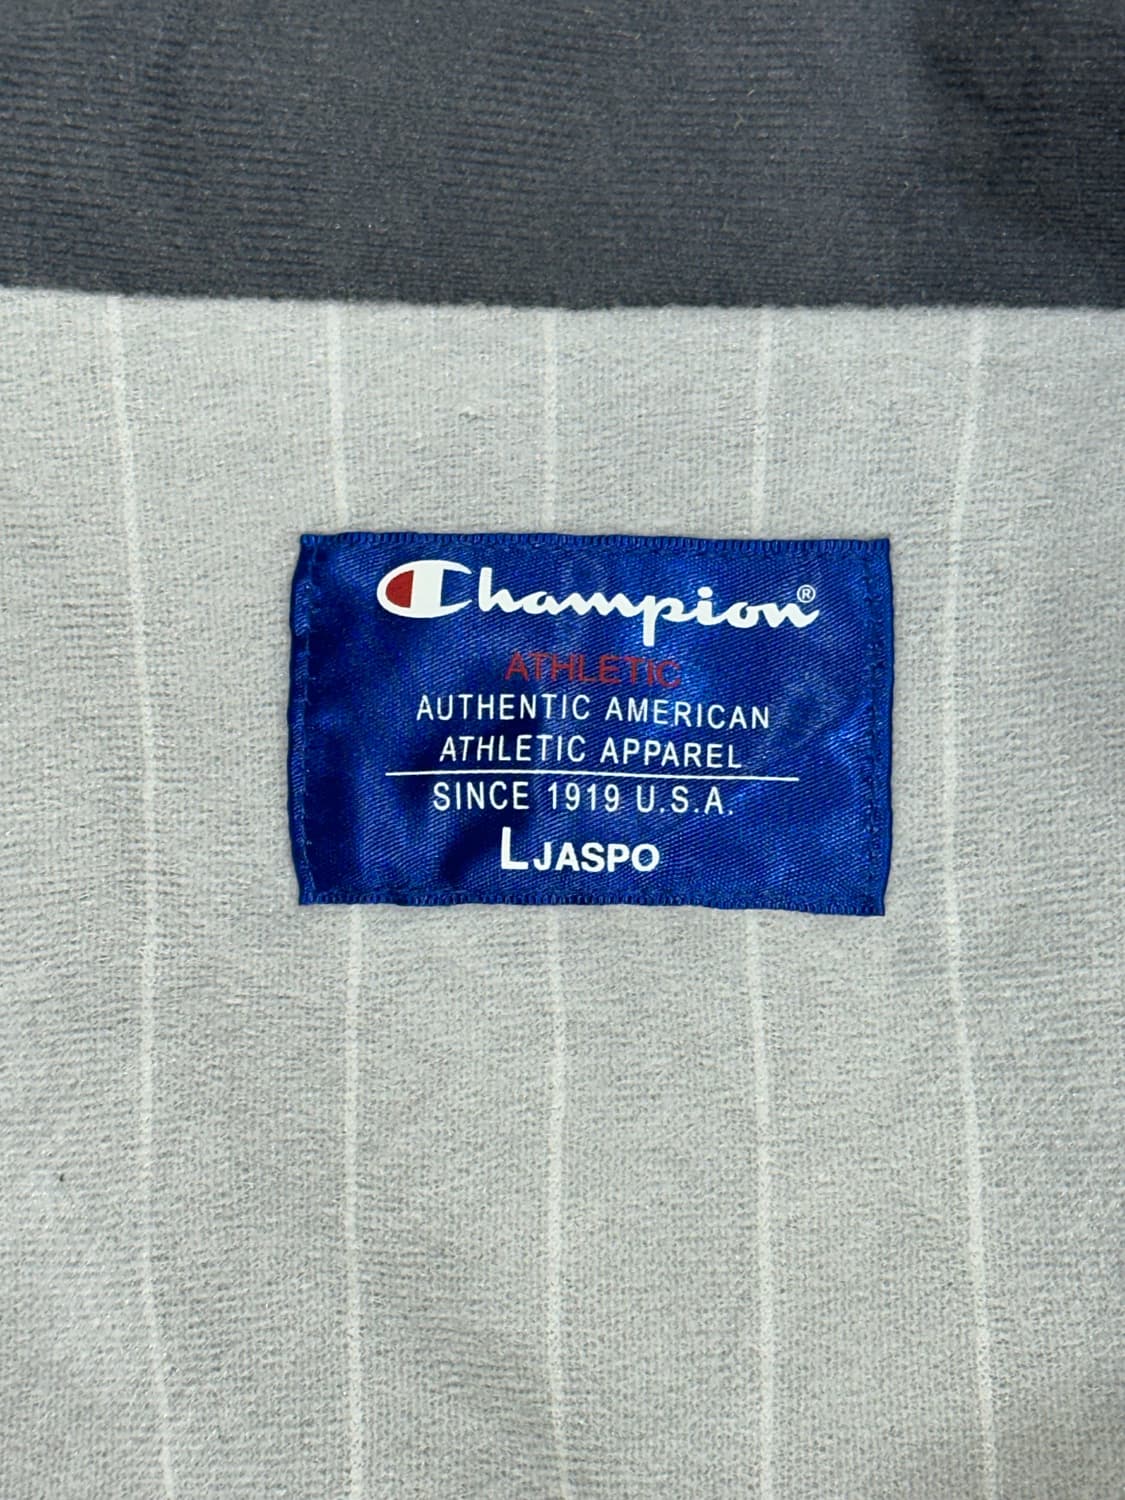 Champion®
ATHLETIC
AUTHENTIC AMERICAN
ATHLETIC APPAREL
SINCE 1919 U.S.A.
L JASPO